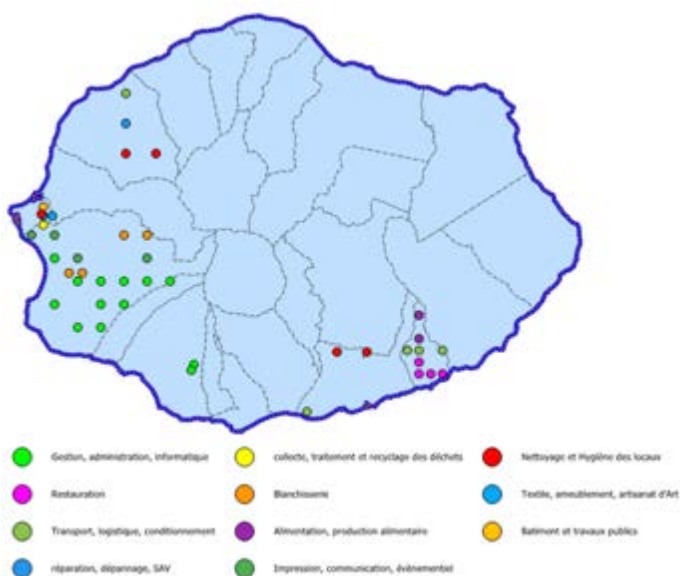 Gestion, administration, informatique
collecte, traitement et recyclage des déchets
Nettoyage et Hygiène des locaux
Restauration
Blanchisserie
Textile, ameublement, artisanat d'Art
Transport, logistique, conditionnement
Alimentation, production alimentaire
Batiment et travaux publics
réparation, dépannage, SAV
Impression, communication, évènementiel